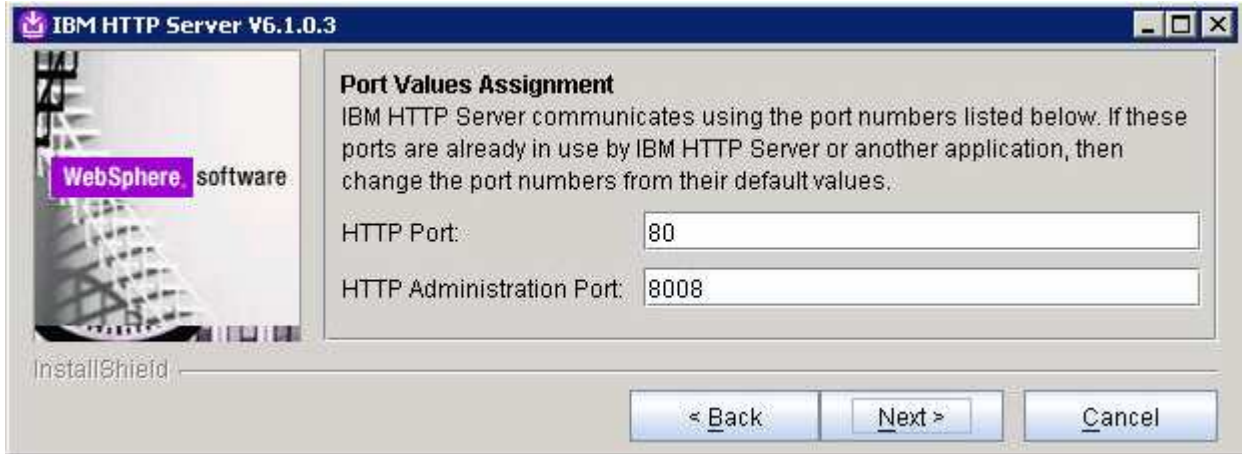 IBM HTTP Server V6.1.0.3
WebSphere. software
Port Values Assignment
IBM HTTP Server communicates using the port numbers listed below. If these
ports are already in use by IBM HTTP Server or another application, then
change the port numbers from their default values.
HTTP Port: 80
HTTP Administration Port: 8008
InstallShield
< Back Next > Cancel